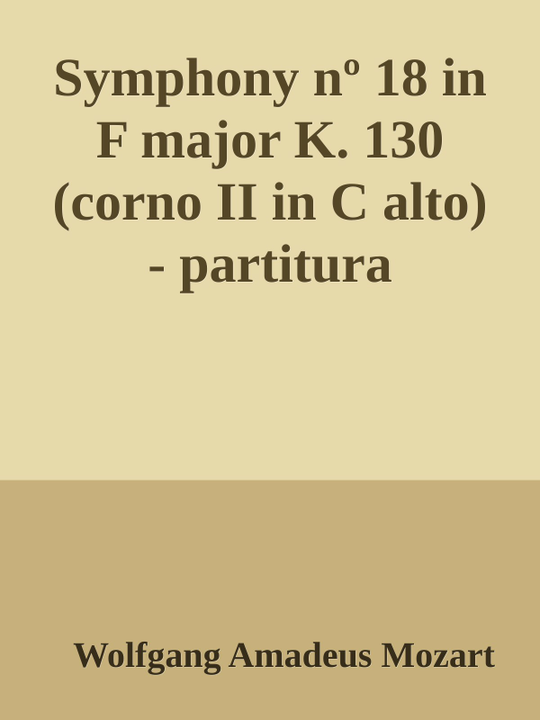 Symphony nº 18 in
F major K. 130
(corno II in C alto)
- partitura
Wolfgang Amadeus Mozart